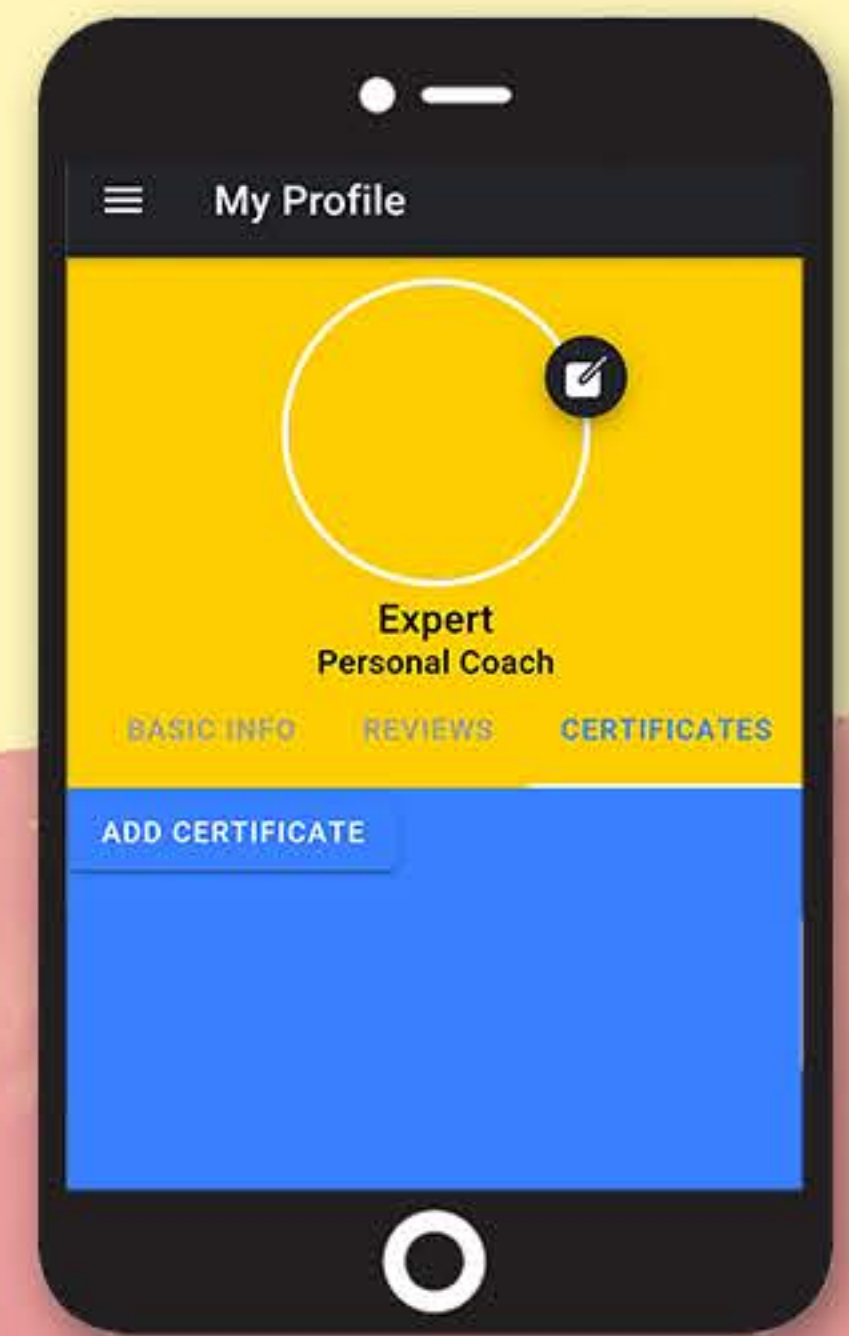 My Profile
Expert
Personal Coach
BASIC INFO REVIEWS CERTIFICATES
ADD CERTIFICATE